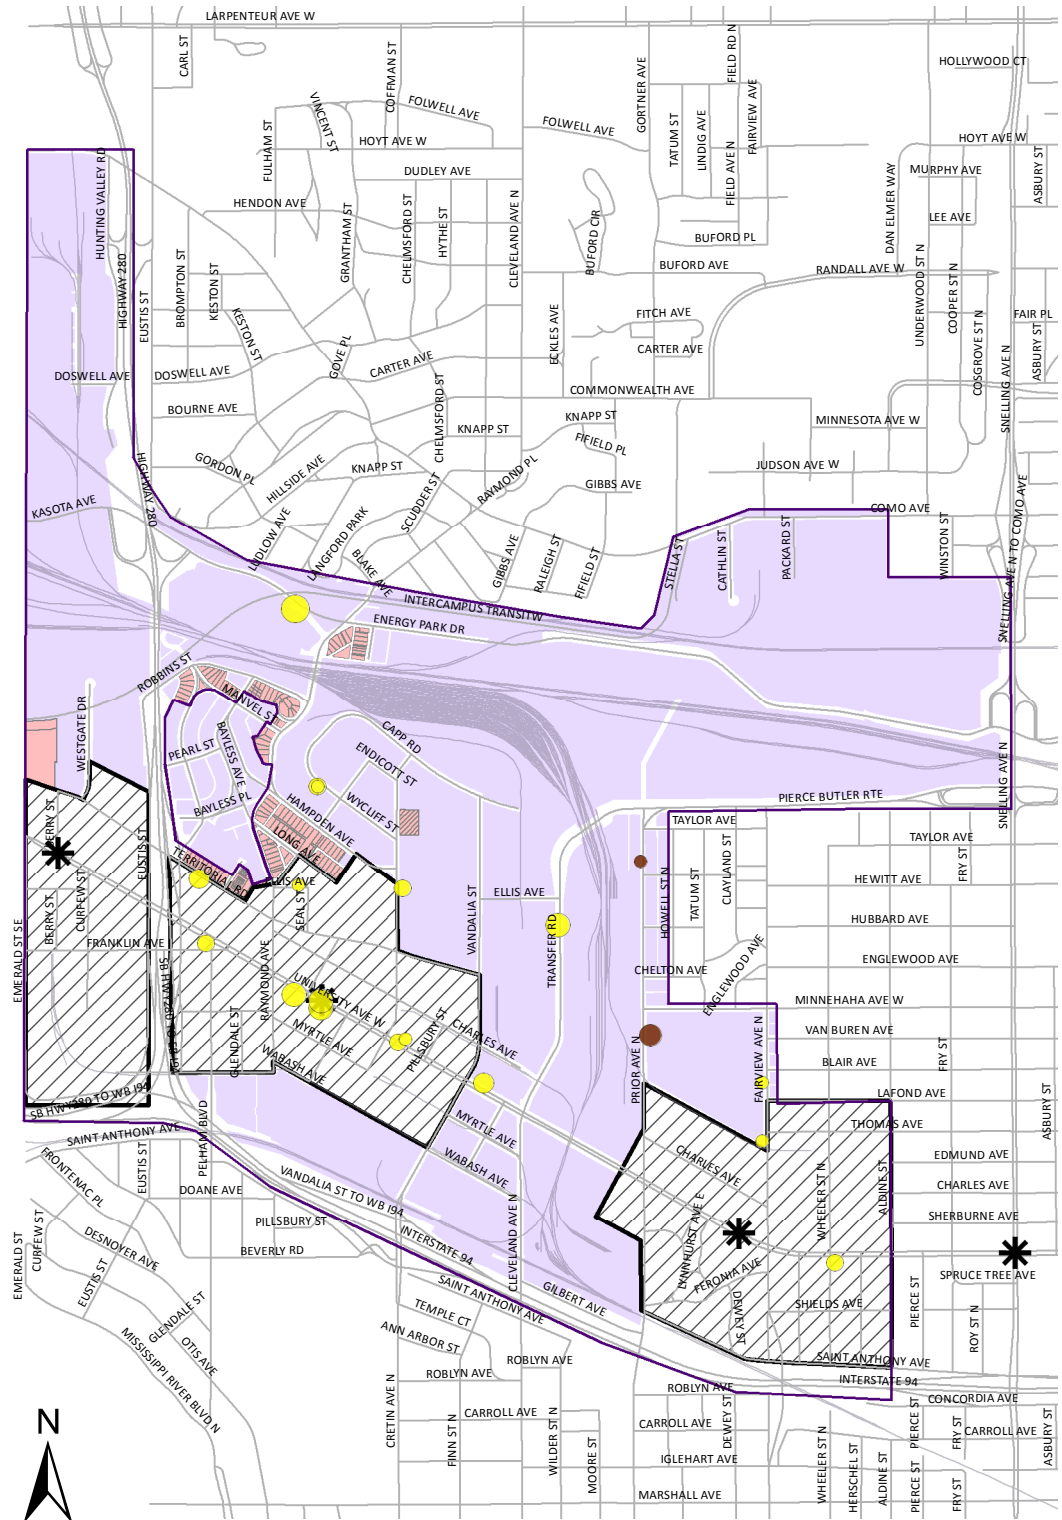 LARPENTEUR AVE W
CARL ST
COFFMAN ST
FIELD RD N
HOLLYWOOD CT
GORTNER AVE
VINCENT ST
FOLWELL AVE
FOLWELL AVE
TATUM ST
LINDIG AVE
FAIRVIEW AVE
FULHAM ST
HOYT AVE W
HOYT AVE W
FIELD AVE N
DUDLEY AVE
MURPHY AVE
ASBURY ST
HUNTING VALLEY RD
HENDON AVE
GRANTHAM ST
CHELMSFORD ST
HYTHE ST
CLEVELAND AVE N
BUFORD CIR
BUFORD PL
DAN ELMER WAY
LEE AVE
HIGHWAY 280
EUSTIS ST
BROMPTON ST
KESTON ST
BUFORD AVE
RANDALL AVE W
UNDERWOOD ST N
COOPER ST N
KESTON ST
GOVE PL
ECKLES AVE
FITCH AVE
FAIR PL
CARTER AVE
CARTER AVE
COSGROVE ST N
ASBURY ST
DOSWELL AVE
DOSWELL AVE
CHELMSFORD ST
COMMONWEALTH AVE
SNELLING AVE N
BOURNE AVE
KNAPP ST
KNAPP ST
MINNESOTA AVE W
FIFIELD PL
GORDON PL
HILLSIDE AVE
KNAPP ST
RAYMOND PL
GIBBS AVE
JUDSON AVE W
HIGHWAY 280
KASOTA AVE
SCUDDER ST
COMO AVE
SNELLING AVE N TO COMO AVE
LUDLOW AVE
LANGFORD PARK
BLAKE AVE
GIBBS AVE
RALEIGH ST
FIFIELD ST
STELLA ST
CATHLIN ST
PACKARD ST
WINSTON ST
INTERCAMPUS TRANSITW
ENERGY PARK DR
ROBBINS ST
MANVEL ST
WESTGATE DR
PEARL ST
BAYLESS AVE
CAPP RD
ENDICOTT ST
SNELLING AVE N
BAYLESS PL
HAMPDEN AVE
WYCLIFF ST
PIERCE BUTLER RTE
BERRY ST
EUSTIS ST
LONG AVE
TAYLOR AVE
TAYLOR AVE
TERRITORIAL RD
ELLIS AVE
ELLIS AVE
CURFEW ST
BERRY ST
SEAL ST
VANDALIA ST
HOWELL ST N
TATUM ST
CLAYLAND ST
HEWITT AVE
FRY ST
HUBBARD AVE
FRANKLIN AVE
TRANSFER RD
ENGLEWOOD AVE
ENGLEWOOD AVE
CHELTON AVE
EMERALD ST SE
RAYMOND AVE
UNIVERSITY AVE W
MINNEHAHA AVE W
GLENDALE ST
MYRTLE AVE
PILLSBURY ST
CHARLES AVE
PRIOR AVE N
FAIRVIEW AVE N
VAN BUREN AVE
FRY ST
WABASH AVE
BLAIR AVE
SB HWY280 TO WB I94
LAFOND AVE
ASBURY ST
SAINT ANTHONY AVE
PELHAM BLVD
MYRTLE AVE
THOMAS AVE
FRONTENAC PL
EUSTIS ST
WABASH AVE
CHARLES AVE
EDMUND AVE
DOANE AVE
VANDALIA ST TO WB I94
WHEELER ST N
ALDINE ST
CHARLES AVE
PILLSBURY ST
CLEVELAND AVE N
LYNNHURST AVE E
SHERBURNE AVE
CURFEW ST
DESNOYER AVE
BEVERLY RD
INTERSTATE 94
EMERALD ST
EUSTIS ST
SAINT ANTHONY AVE
GILBERT AVE
FERONIA AVE
SPRUCE TREE AVE
GLENDALE ST
TEMPLE CT
DEWEY ST
SHIELDS AVE
PIERCE ST
ROY ST N
OTIS AVE
ANN ARBOR ST
MISSISSIPPI RIVER BLVD N
ROBLYN AVE
ROBLYN AVE
SAINT ANTHONY AVE
INTERSTATE 94
ROBLYN AVE
CONCORDIA AVE
CRETIN AVE N
FINN ST N
CARROLL AVE
WILDER ST N
CARROLL AVE
DEWEY ST
PIERCE ST
FRY ST
CARROLL AVE
ASBURY ST
N
MOORE ST
IGLEHART AVE
WHEELER ST N
HERSCHEL ST
ALDINE ST
PIERCE ST
FRY ST
MARSHALL AVE